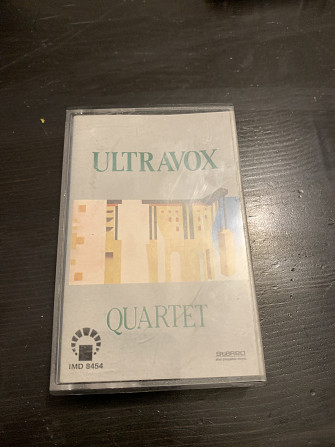 ULTRAVOX
QUARTET
IMD 8454
STEREO